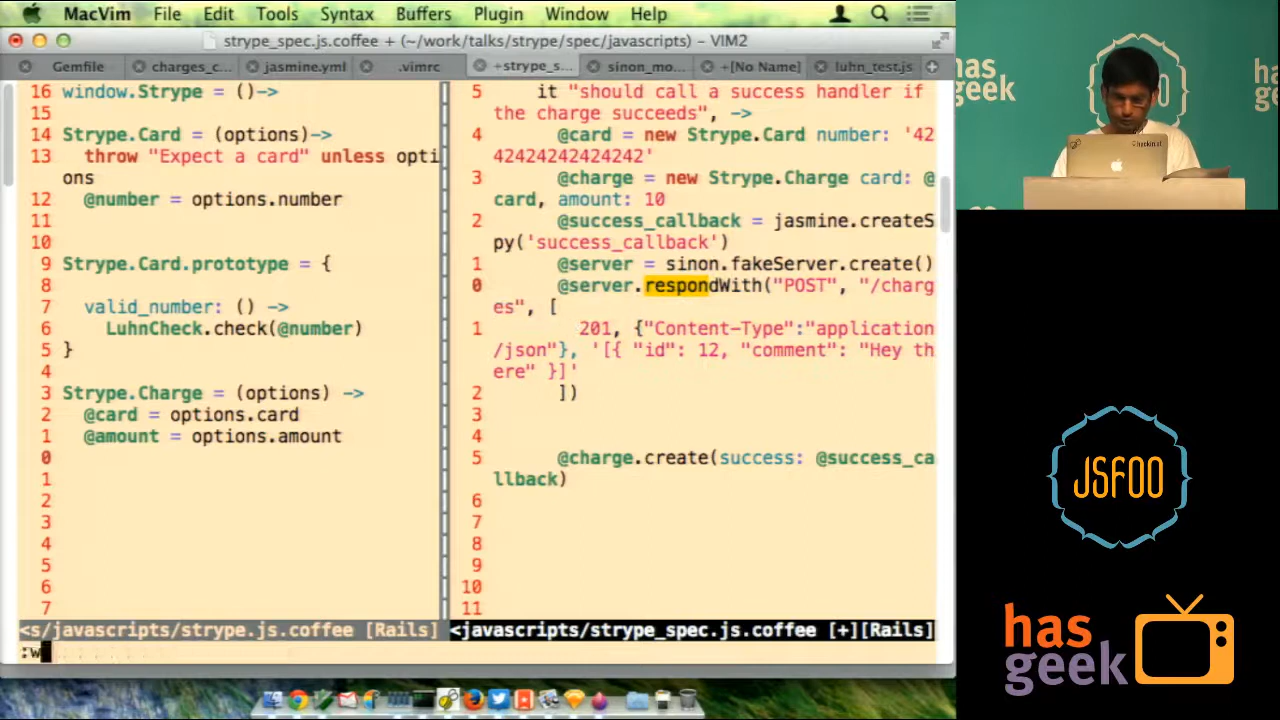 MacVim File Edit Tools Syntax Buffers Plugin Window Help
strype_spec.js.coffee + (~/work/talks/strype/spec/javascripts) - VIM2
Gemfile charges_c... jasmine.yml .vimrc +strype_s... sinon_mo... +[No Name] luhn_test.js
16 window.Strype = ()->
15
14 Strype.Card = (options)->
13 throw "Expect a card" unless opti
ons
12 @number = options.number
11
10
9 Strype.Card.prototype = {
8
7 valid_number: () ->
6 LuhnCheck.check(@number)
5 }
4
3 Strype.Charge = (options) ->
2 @card = options.card
1 @amount = options.amount
0
1
2
3
4
5
6
7
<s/javascripts/strype.js.coffee [Rails]
:w
5 it "should call a success handler if
the charge succeeds", ->
4 @card = new Strype.Card number: '42
42424242424242'
3 @charge = new Strype.Charge card: @
card, amount: 10
2 @success_callback = jasmine.createS
py('success_callback')
1 @server = sinon.fakeServer.create()
0 @server.respondWith("POST", "/charg
es", [
1 201, {"Content-Type":"application
/json"}, '[{ "id": 12, "comment": "Hey th
ere" }]'
2 ])
3
4
5 @charge.create(success: @success_ca
llback)
6
7
8
9
10
11
<javascripts/strype_spec.js.coffee [+][Rails]
has
geek
JSFOO
has
geek